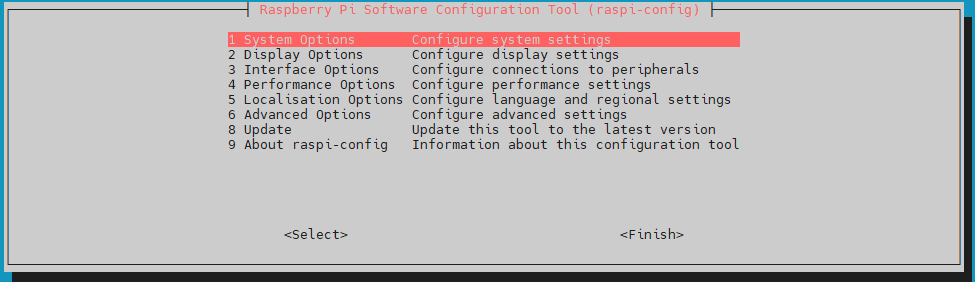 Raspberry Pi Software Configuration Tool (raspi-config)
1 System Options       Configure system settings
2 Display Options      Configure display settings
3 Interface Options    Configure connections to peripherals
4 Performance Options  Configure performance settings
5 Localisation Options Configure language and regional settings
6 Advanced Options     Configure advanced settings
8 Update               Update this tool to the latest version
9 About raspi-config   Information about this configuration tool
<Select>                                  <Finish>